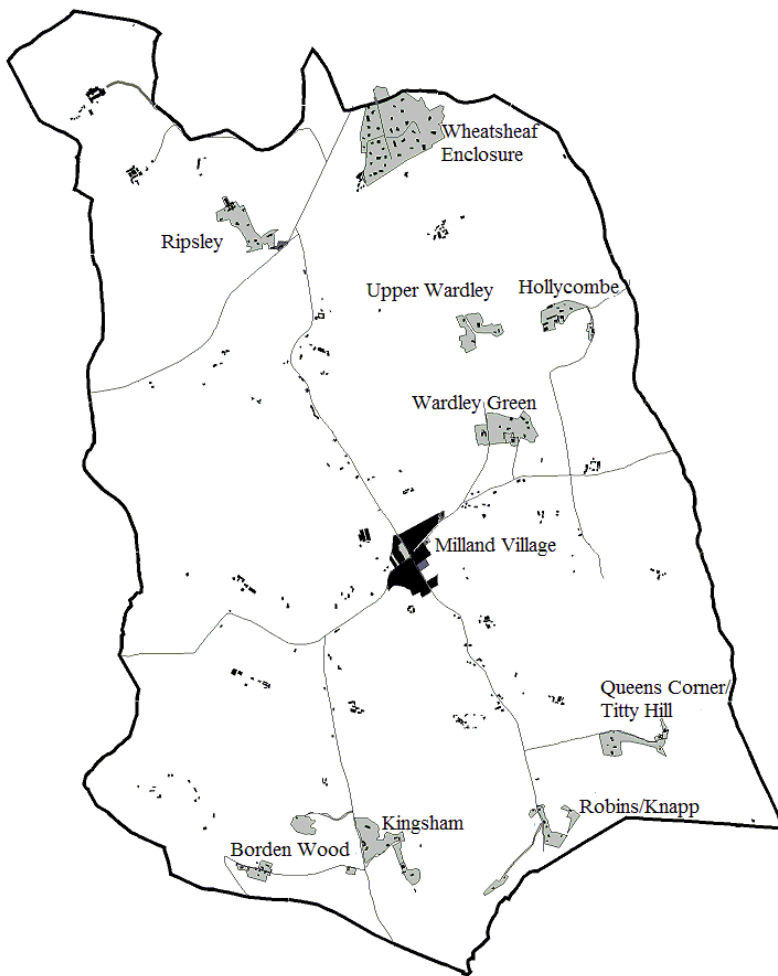 Wheatsheaf
Enclosure
Ripsley
Upper Wardley
Hollycombe
Wardley Green
Milland Village
Queens Corner/
Titty Hill
Robins/Knapp
Kingsham
Borden Wood